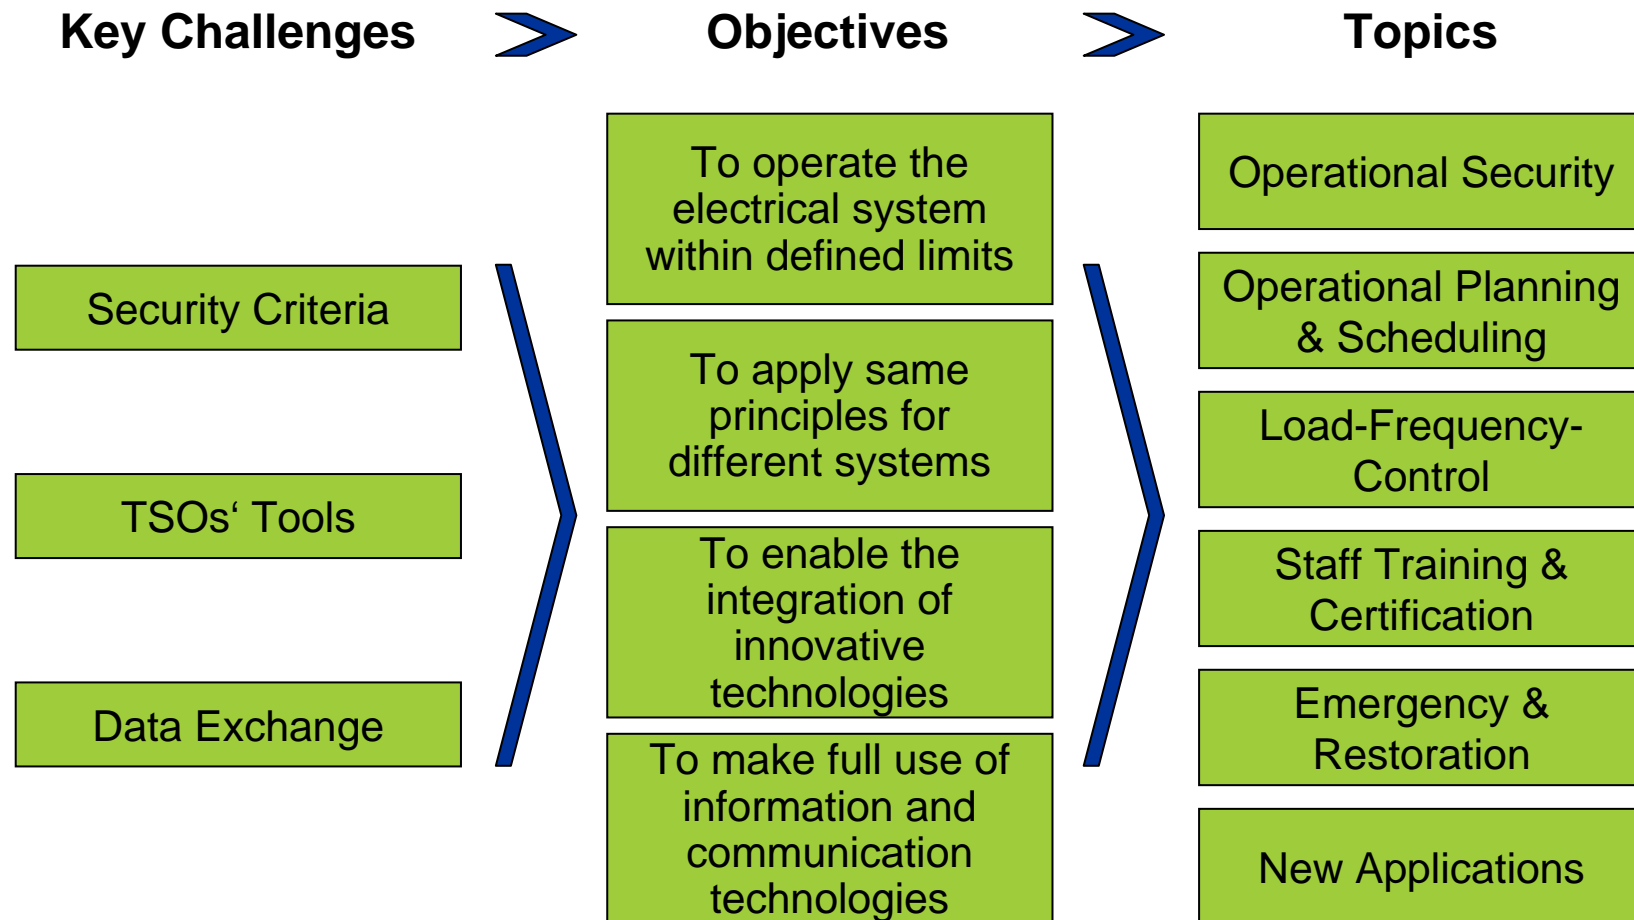 Key Challenges
Objectives
Topics
Security Criteria
TSOs‘ Tools
Data Exchange
To operate the
electrical system
within defined limits
To apply same
principles for
different systems
To enable the
integration of
innovative
technologies
To make full use of
information and
communication
technologies
Operational Security
Operational Planning
& Scheduling
Load-Frequency-
Control
Staff Training &
Certification
Emergency &
Restoration
New Applications